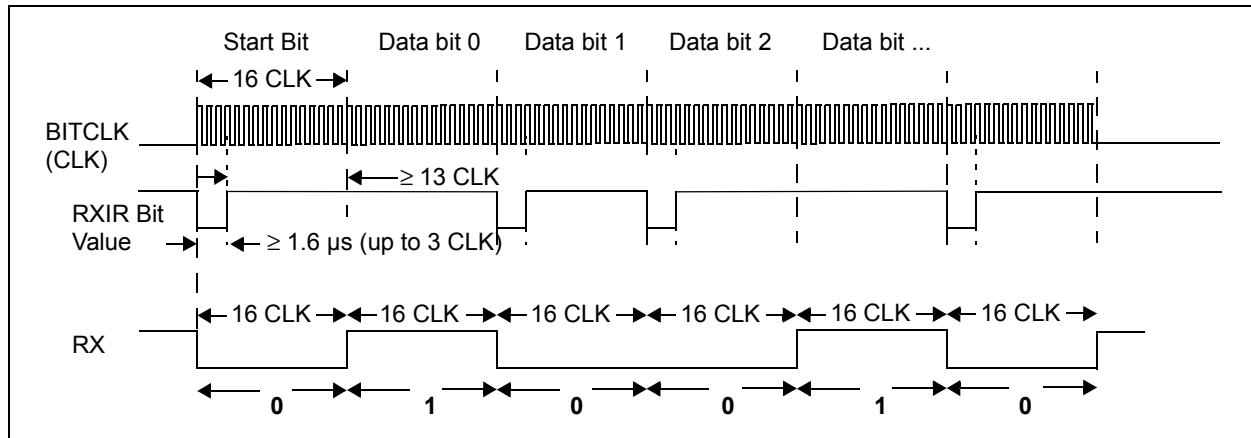 Start Bit Data bit 0 Data bit 1 Data bit 2 Data bit ...
16 CLK
BITCLK
(CLK)
≥ 13 CLK
RXIR Bit
Value
≥ 1.6 µs (up to 3 CLK)
16 CLK 16 CLK 16 CLK 16 CLK 16 CLK 16 CLK
RX
0 1 0 0 1 0